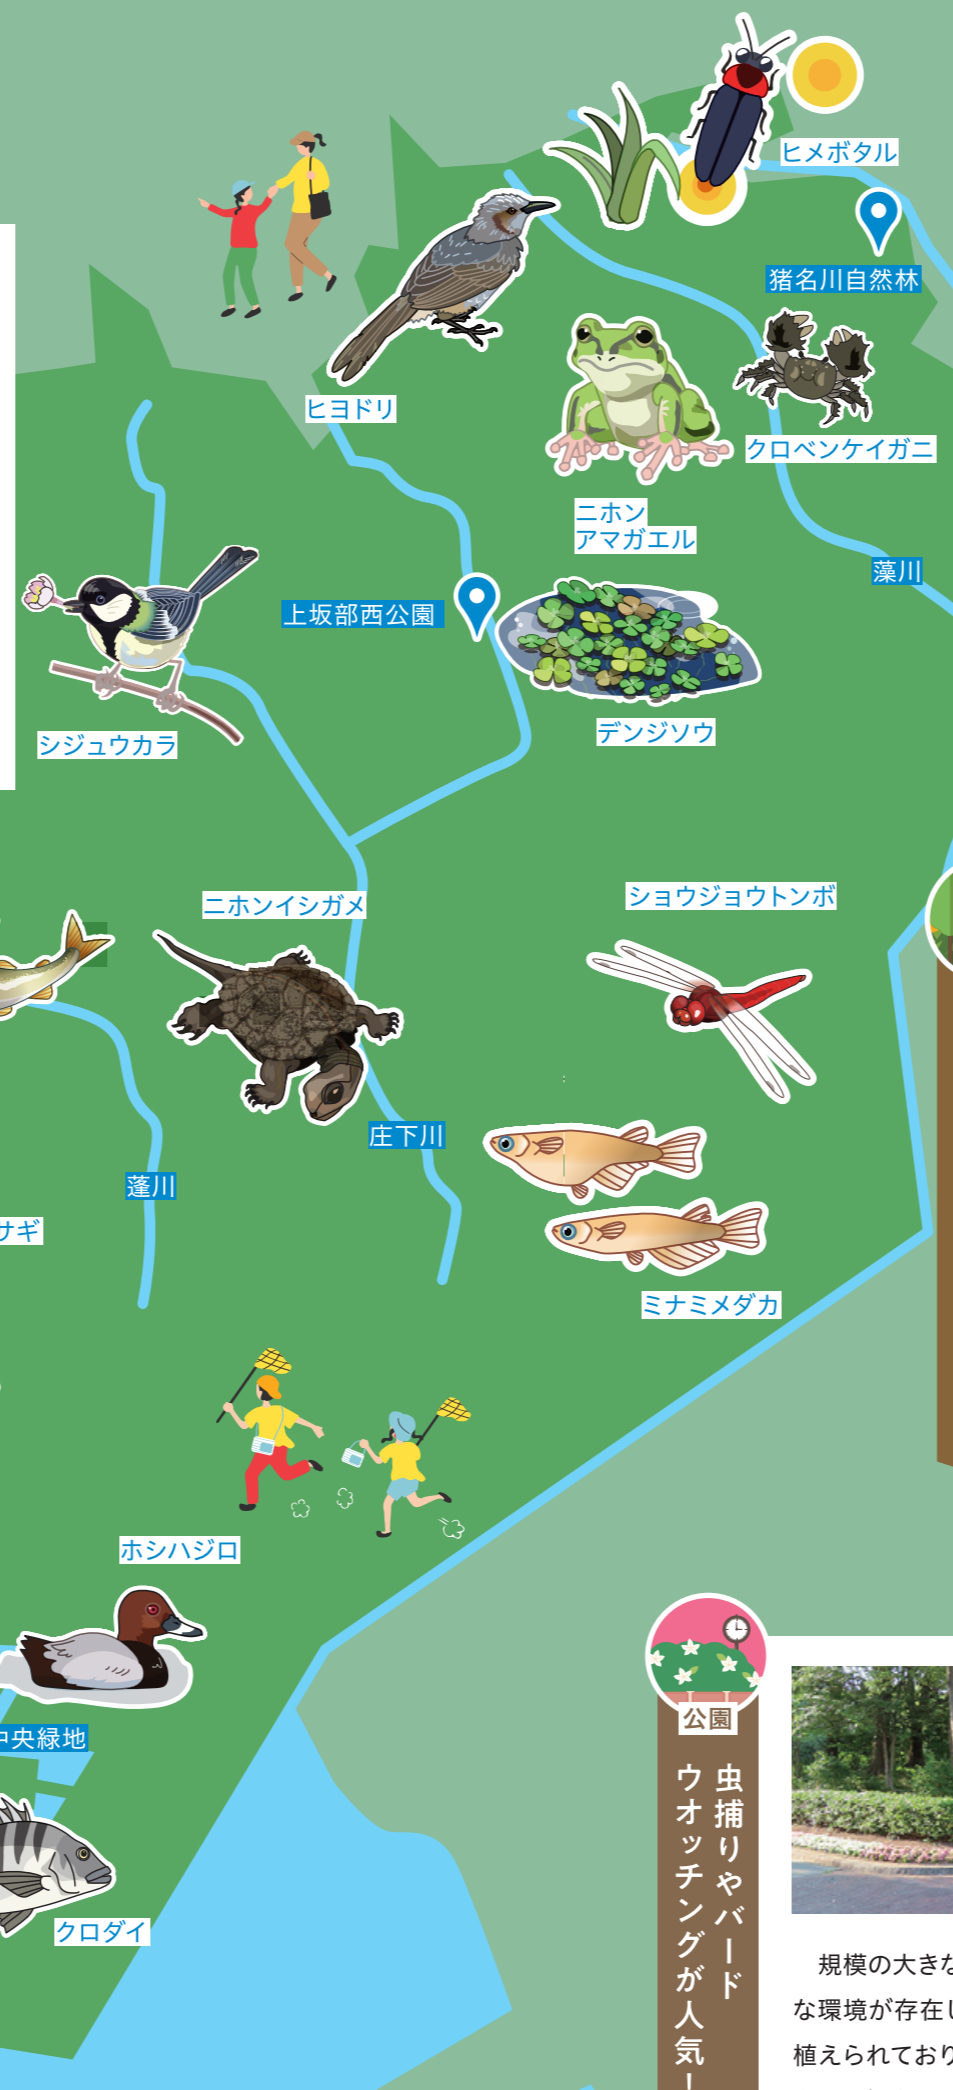 ヒメボタル
猪名川自然林
ヒヨドリ
クロベンケイガニ
ニホン
アマガエル
藻川
上坂部西公園
デンジソウ
シジュウカラ
ショウジョウトンボ
ニホンイシガメ
庄下川
蓬川
サギ
ミナミメダカ
ホシハジロ
中央緑地
クロダイ
公園
虫捕りやバード
ウオッチングが人気!
規模の大きな
な環境が存在し
植えられており